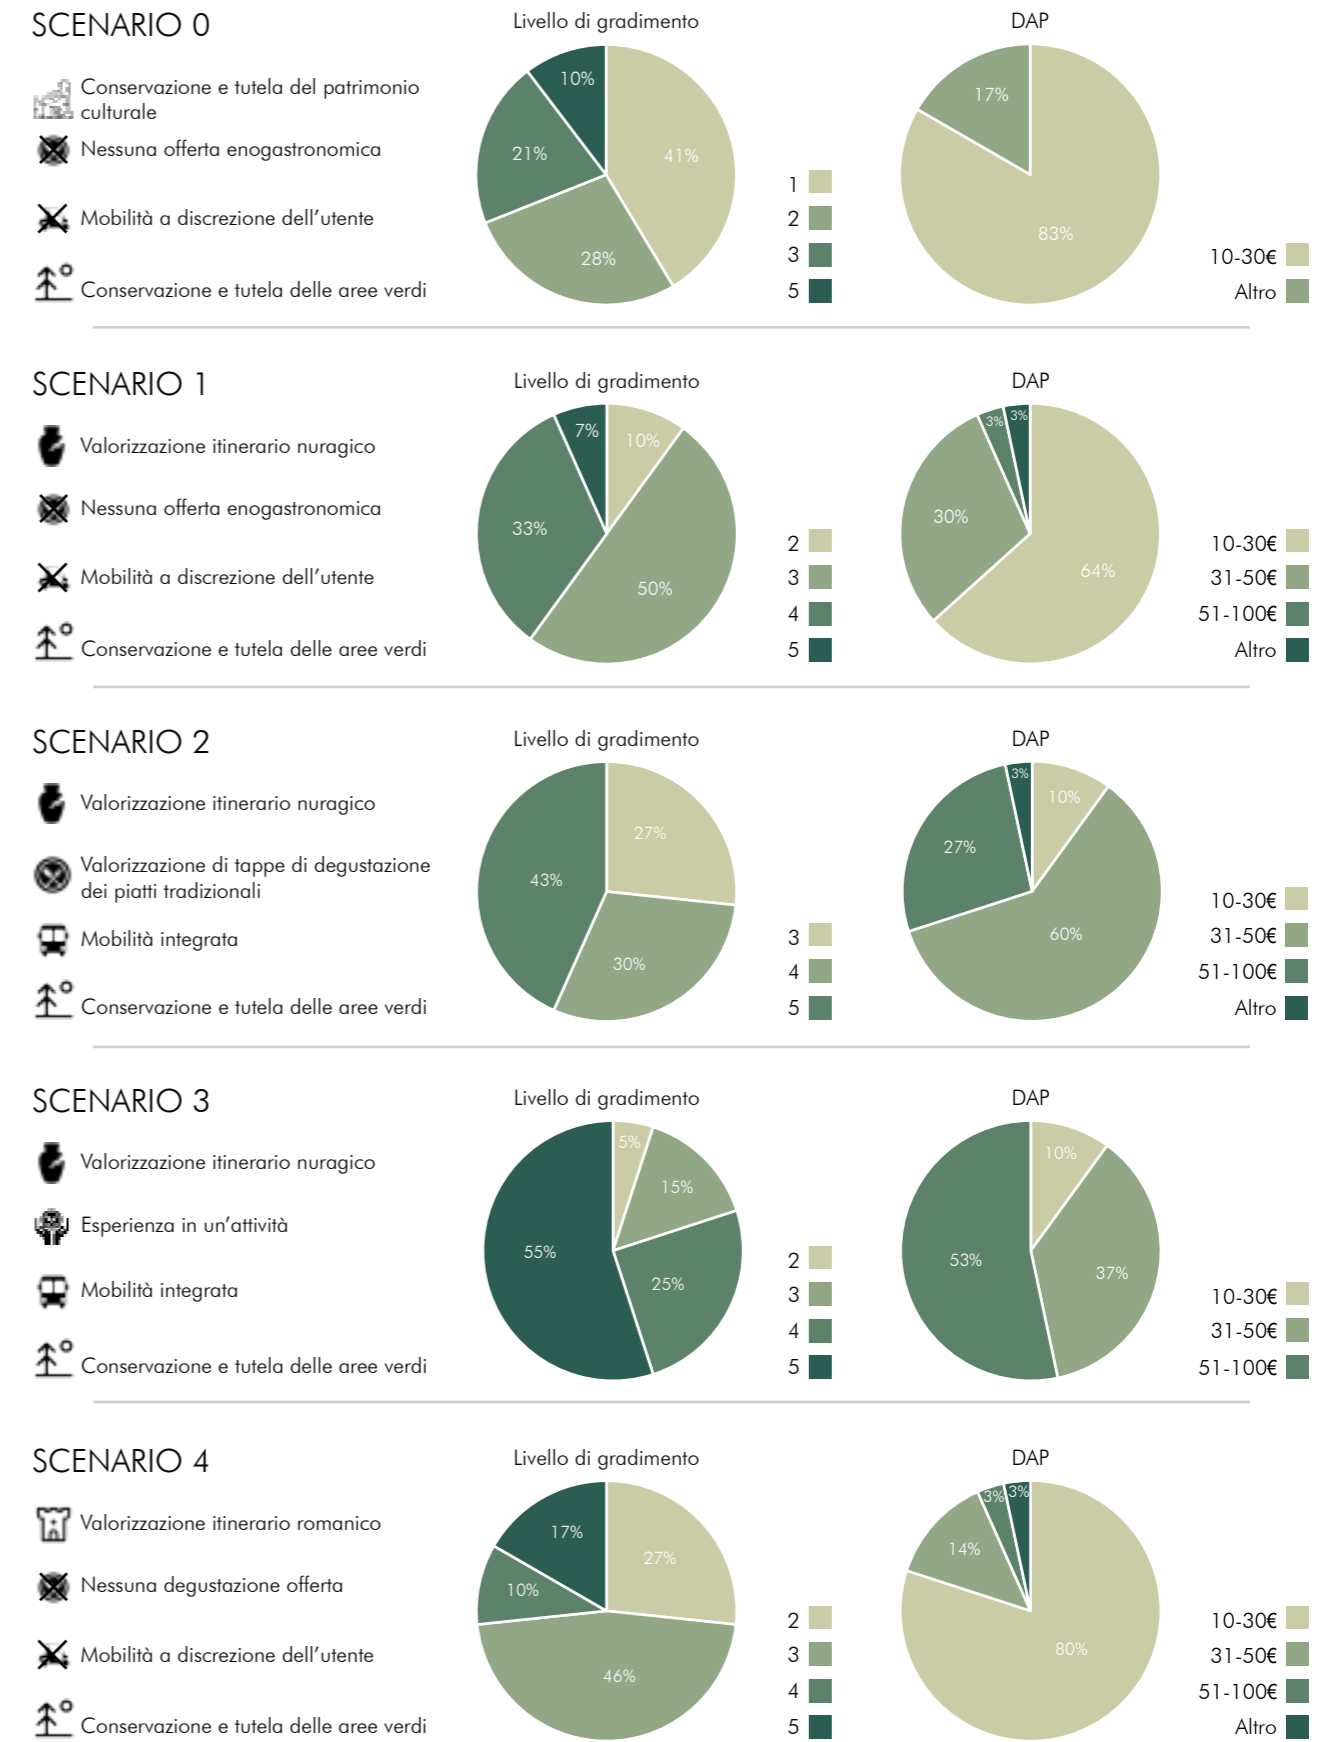 SCENARIO 0
Conservazione e tutela del patrimonio
culturale
Nessuna offerta enogastronomica
Mobilità a discrezione dell'utente
Conservazione e tutela delle aree verdi
Livello di gradimento
10%
41%
21%
28%
1
2
3
5
DAP
17%
83%
10-30€
Altro
SCENARIO 1
Valorizzazione itinerario nuragico
Nessuna offerta enogastronomica
Mobilità a discrezione dell'utente
Conservazione e tutela delle aree verdi
Livello di gradimento
7%
10%
33%
50%
2
3
4
5
DAP
3%
3%
30%
64%
10-30€
31-50€
51-100€
Altro
SCENARIO 2
Valorizzazione itinerario nuragico
Valorizzazione di tappe di degustazione
dei piatti tradizionali
Mobilità integrata
Conservazione e tutela delle aree verdi
Livello di gradimento
27%
43%
30%
3
4
5
DAP
3%
10%
27%
60%
10-30€
31-50€
51-100€
Altro
SCENARIO 3
Valorizzazione itinerario nuragico
Esperienza in un'attività
Mobilità integrata
Conservazione e tutela delle aree verdi
Livello di gradimento
5%
15%
55%
25%
2
3
4
5
DAP
10%
53%
37%
10-30€
31-50€
51-100€
SCENARIO 4
Valorizzazione itinerario romanico
Nessuna degustazione offerta
Mobilità a discrezione dell'utente
Conservazione e tutela delle aree verdi
Livello di gradimento
17%
27%
10%
46%
2
3
4
5
DAP
3%
3%
14%
80%
10-30€
31-50€
51-100€
Altro